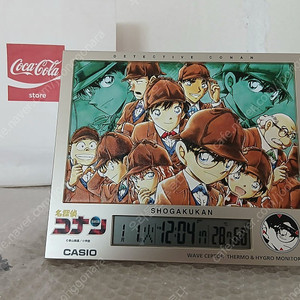 DETECTIVE CONAN
Coca-Cola
store
SHOGAKUKAN
名探偵
コナン
CASIO
火 12:04
WAVE CEPTOR THERMO & HYGRO MONITOR